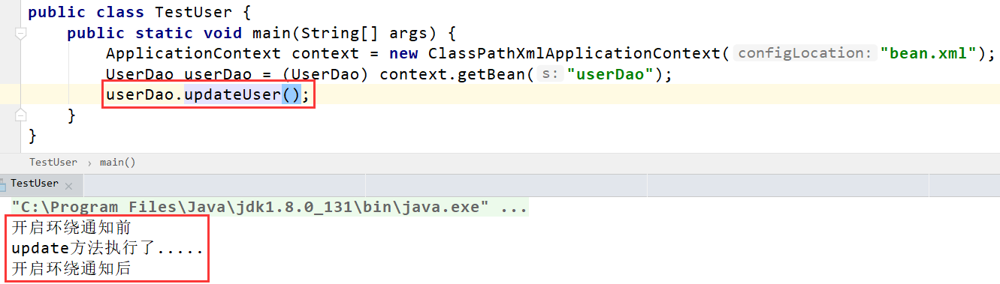 public class TestUser {
public static void main(String[] args) {
ApplicationContext context = new ClassPathXmlApplicationContext( configLocation: "bean.xml");
UserDao userDao = (UserDao) context.getBean( s: "userDao");
userDao.updateUser();
}
}
TestUser › main()
TestUser ×
"C:\Program Files\Java\jdk1.8.0_131\bin\java.exe" ...
开启环绕通知前
update方法执行了.....
开启环绕通知后